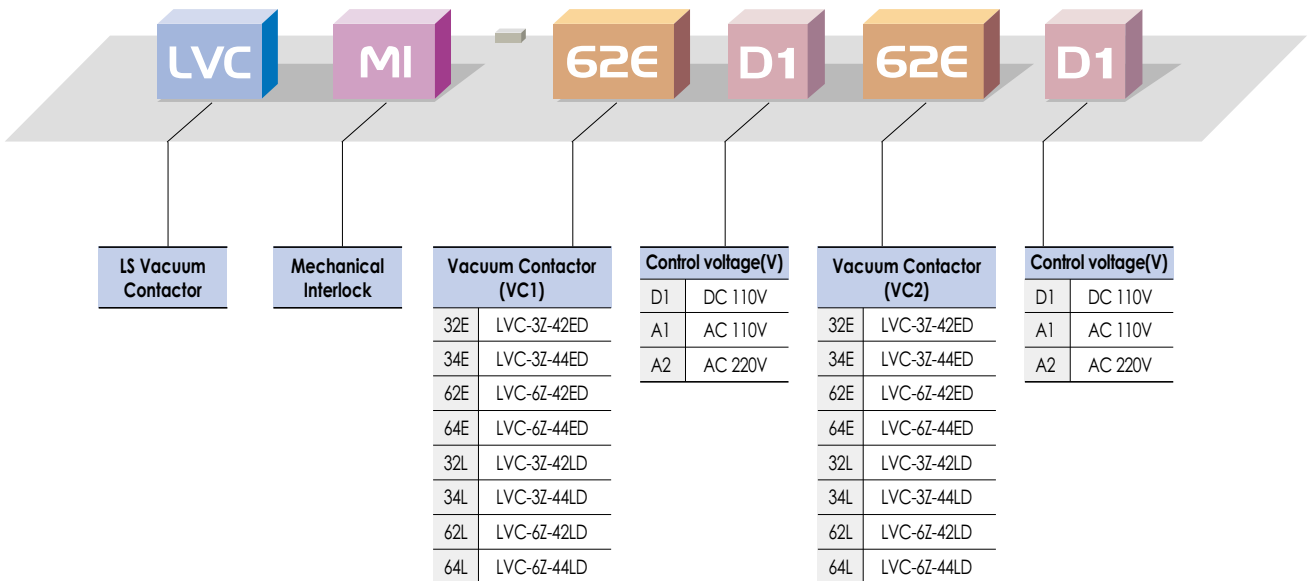 LVC MI 62E D1 62E D1
LS Vacuum
Contactor
Mechanical
Interlock
Vacuum Contactor
(VC1)
32E LVC-3Z-42ED
34E LVC-3Z-44ED
62E LVC-6Z-42ED
64E LVC-6Z-44ED
32L LVC-3Z-42LD
34L LVC-3Z-44LD
62L LVC-6Z-42LD
64L LVC-6Z-44LD
Control voltage(V)
D1 DC 110V
A1 AC 110V
A2 AC 220V
Vacuum Contactor
(VC2)
32E LVC-3Z-42ED
34E LVC-3Z-44ED
62E LVC-6Z-42ED
64E LVC-6Z-44ED
32L LVC-3Z-42LD
34L LVC-3Z-44LD
62L LVC-6Z-42LD
64L LVC-6Z-44LD
Control voltage(V)
D1 DC 110V
A1 AC 110V
A2 AC 220V